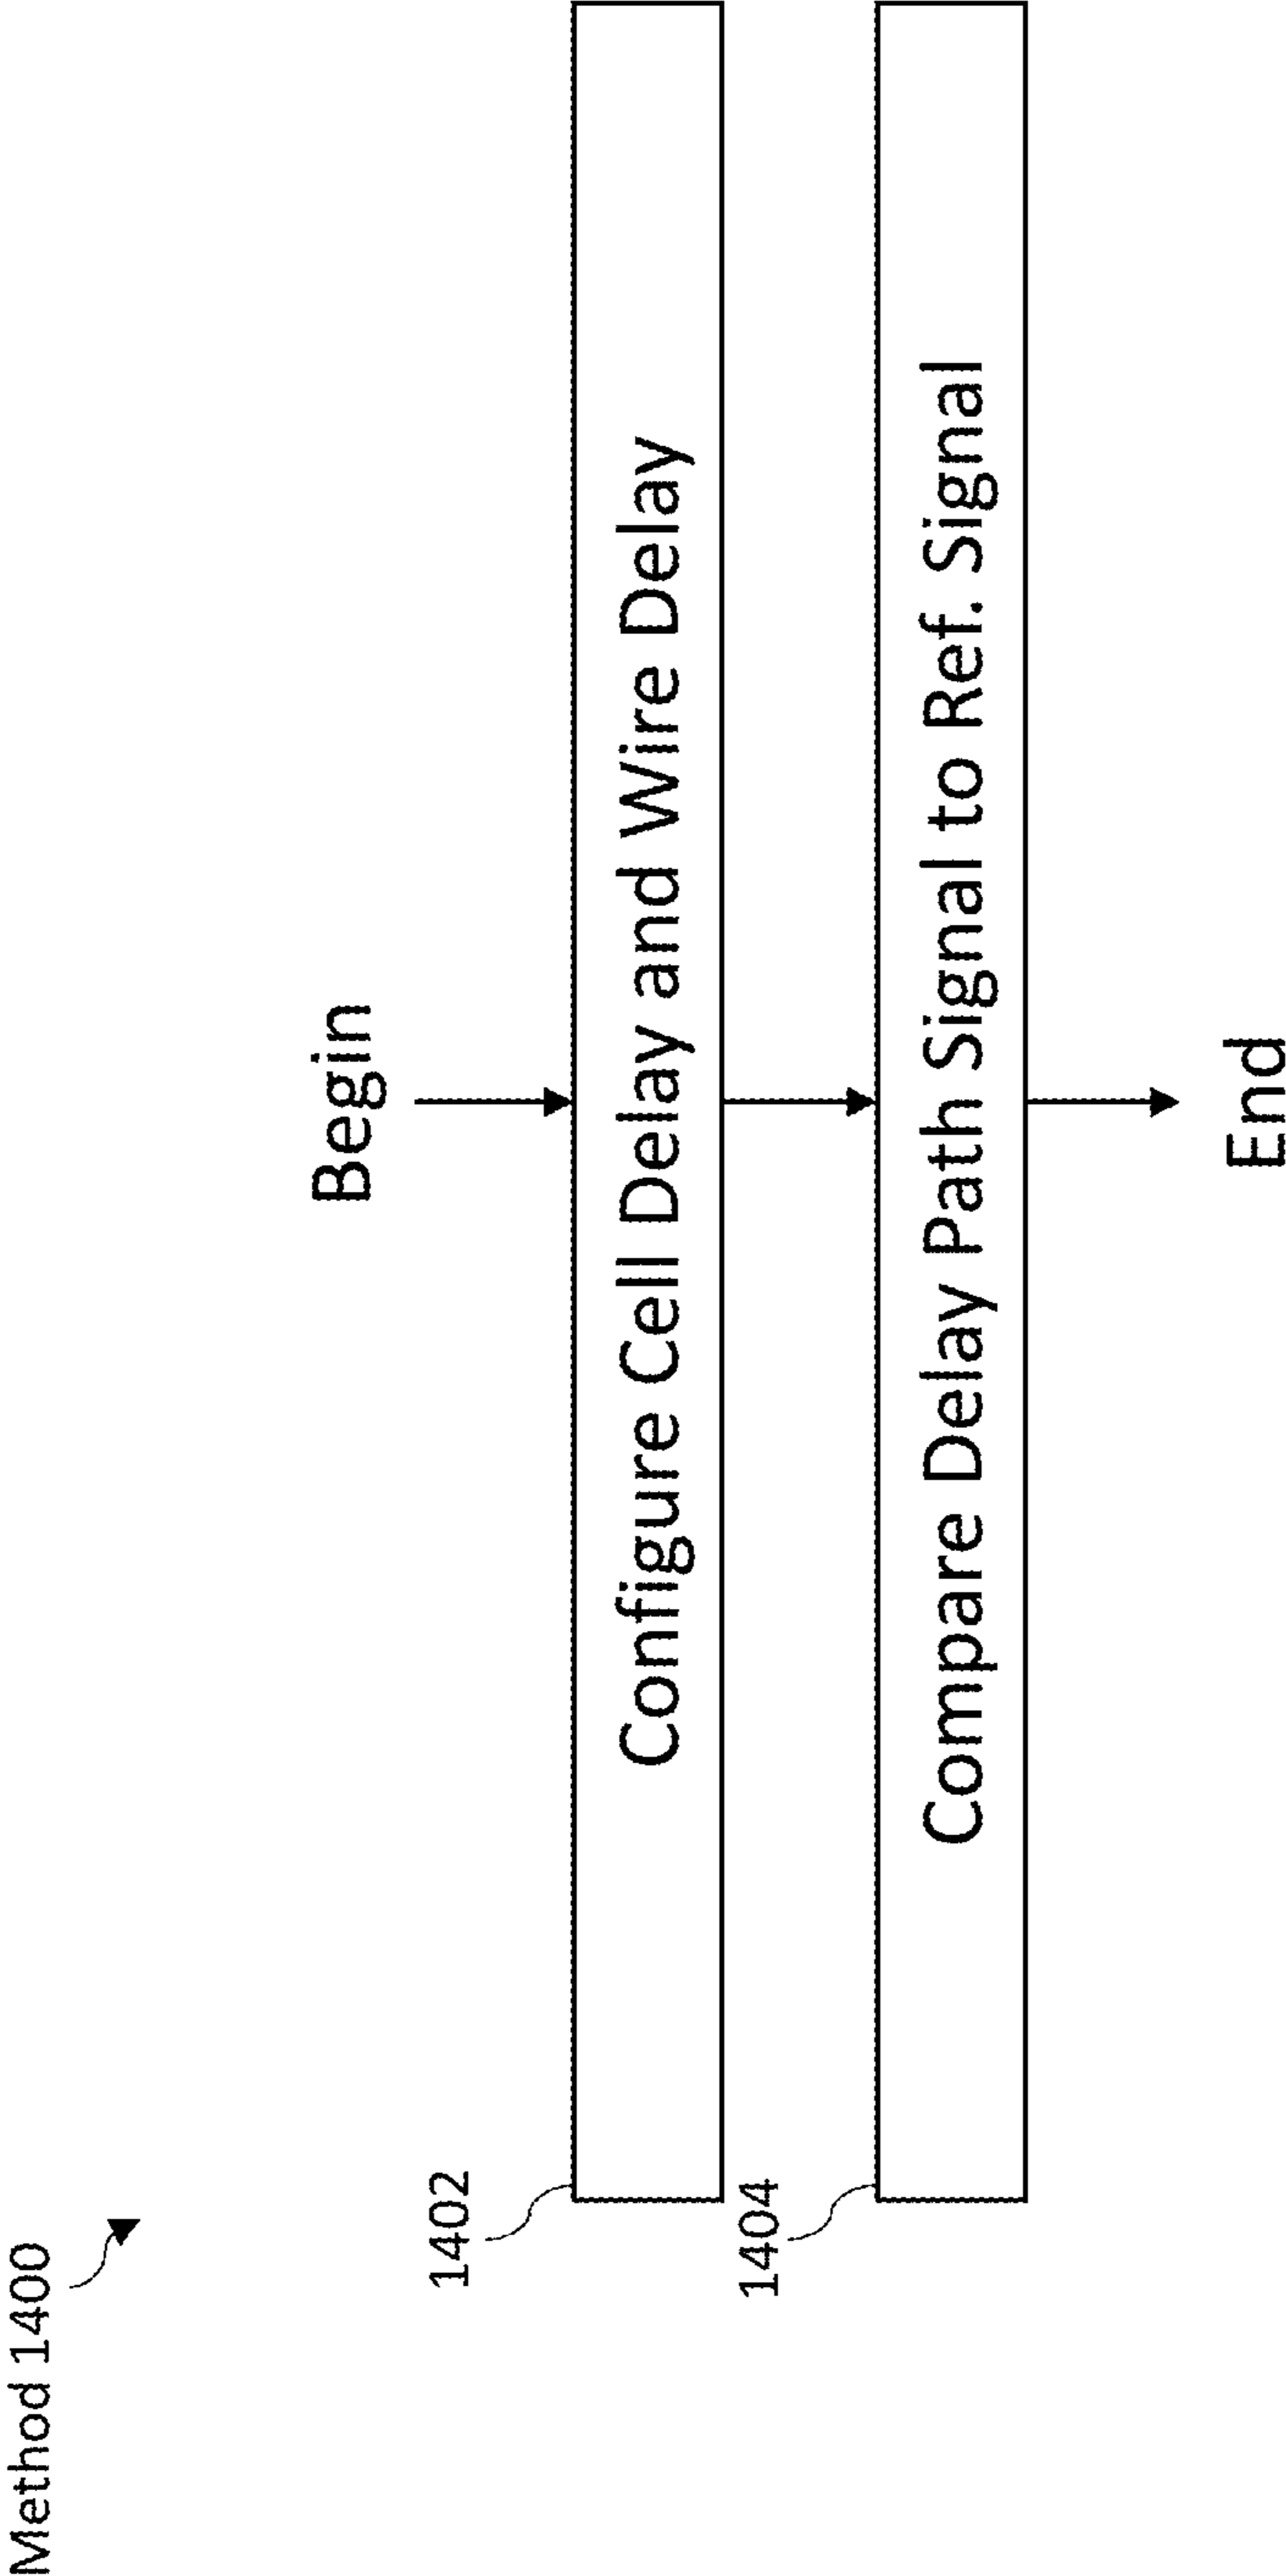 Method 1400
Begin
1402
Configure Cell Delay and Wire Delay
1404
Compare Delay Path Signal to Ref. Signal
End